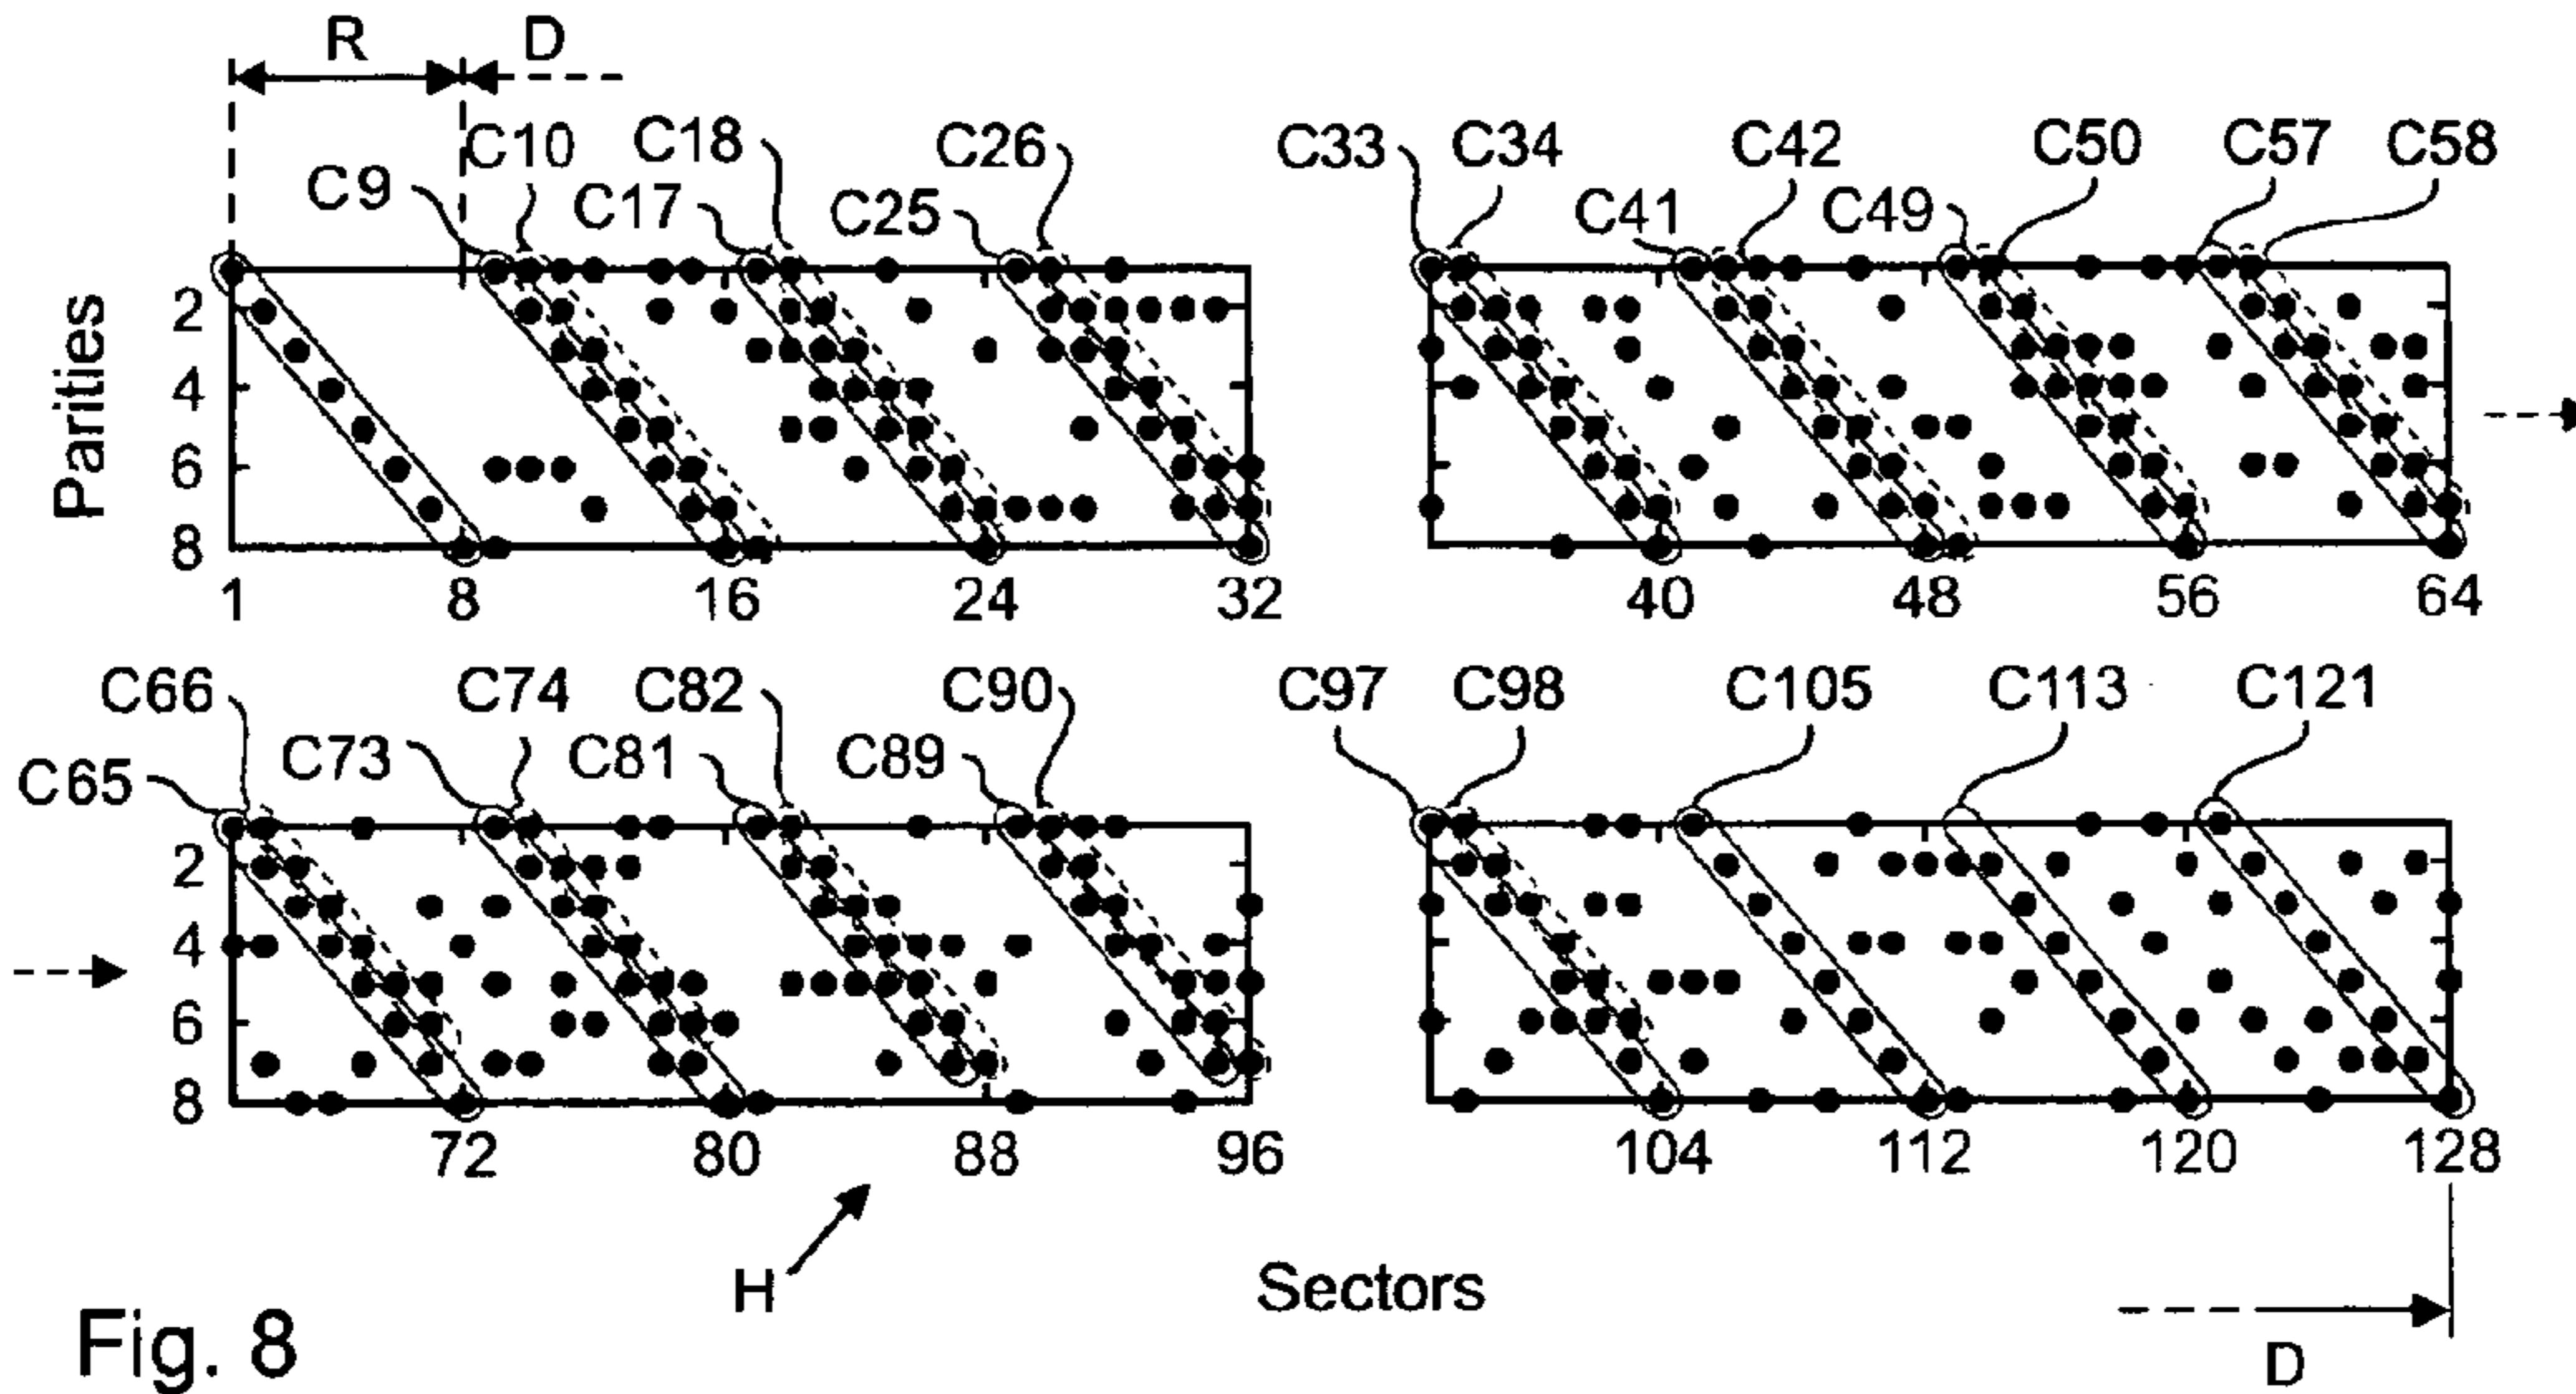 R D
C10 C18 C26 C33 C34 C42 C50 C57 C58
C9 C17 C25 C41 C49
Parities
2
4
6
8
1 8 16 24 32 40 48 56 64
C66 C74 C82 C90 C97 C98 C105 C113 C121
C65 C73 C81 C89
2
4
6
8
72 80 88 96 104 112 120 128
H
Sectors
D
Fig. 8